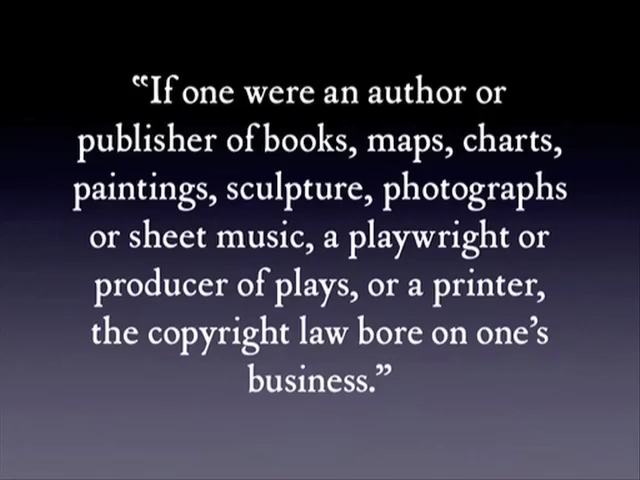 “If one were an author or
publisher of books, maps, charts,
paintings, sculpture, photographs
or sheet music, a playwright or
producer of plays, or a printer,
the copyright law bore on one’s
business.”